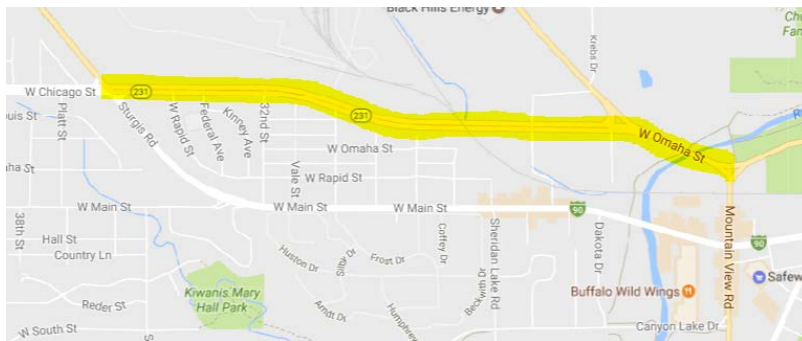 Black Hills Energy
Krebs Dr
W Chicago St
231
Platt St
Sturgis Rd
W Rapid St
Federal Ave
Kinney Ave
32nd St
231
W Omaha St
W Omaha St
Vale St
W Rapid St
W Main St
W Main St
W Main St
90
38th St
Hall St
Country Ln
Huston Dr
Frost Dr
Coffey Dr
Sheridan Lake Rd
Dakota Dr
Mountain View Rd
90
Safew
Kiwanis Mary
Hall Park
Arndt Dr
Buffalo Wild Wings
Reder St
W South St
Canyon Lake Dr